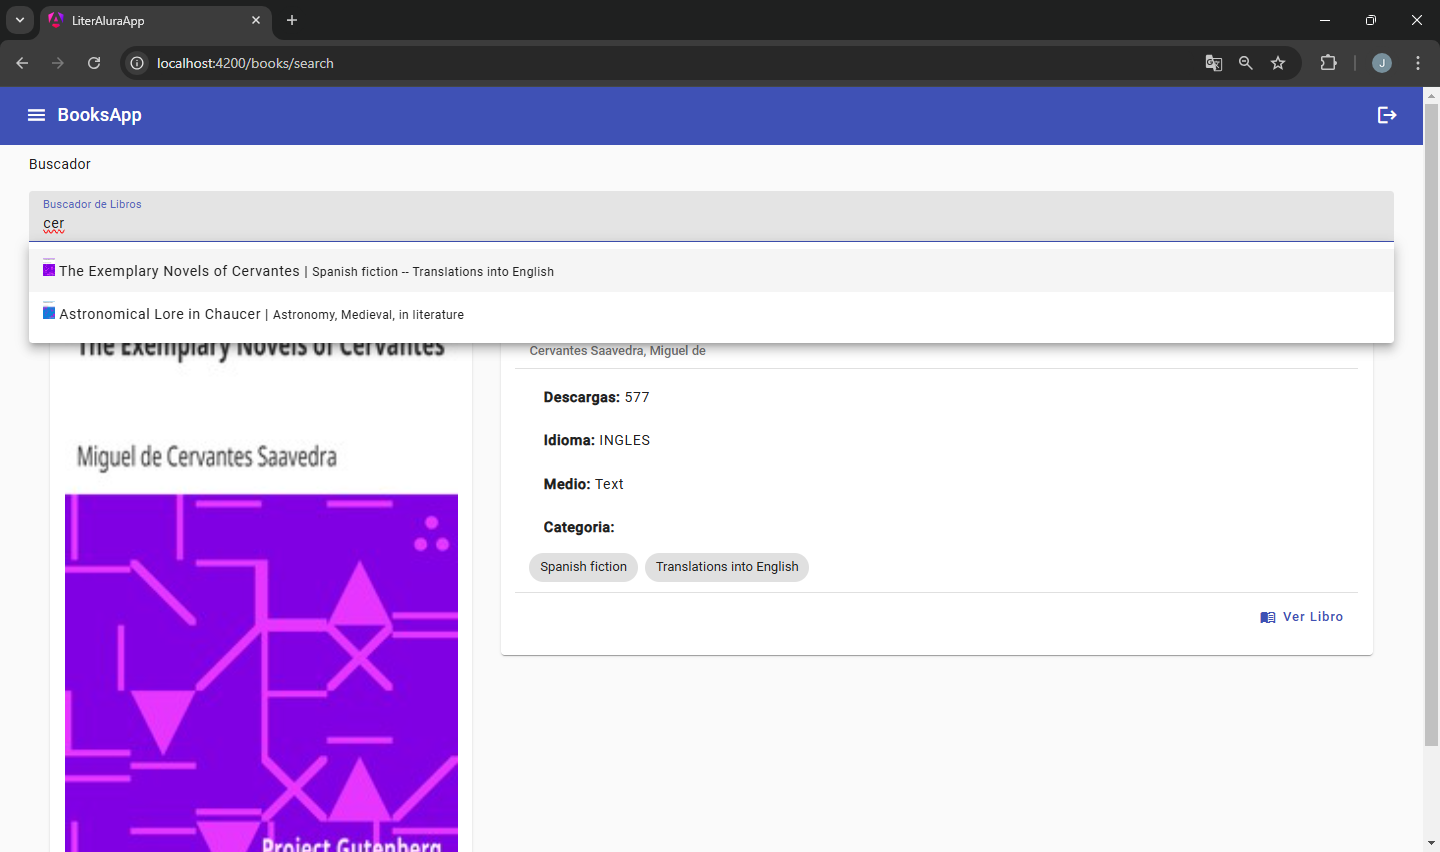 LiterAluraApp
localhost:4200/books/search
J
BooksApp
Buscador
Buscador de Libros
cer
The Exemplary Novels of Cervantes | Spanish fiction -- Translations into English
Astronomical Lore in Chaucer | Astronomy, Medieval, in literature
The Exemplary Novels of Cervantes
Miguel de Cervantes Saavedra
Project Gutenberg
Cervantes Saavedra, Miguel de
Descargas: 577
Idioma: INGLES
Medio: Text
Categoria:
Spanish fiction
Translations into English
Ver Libro